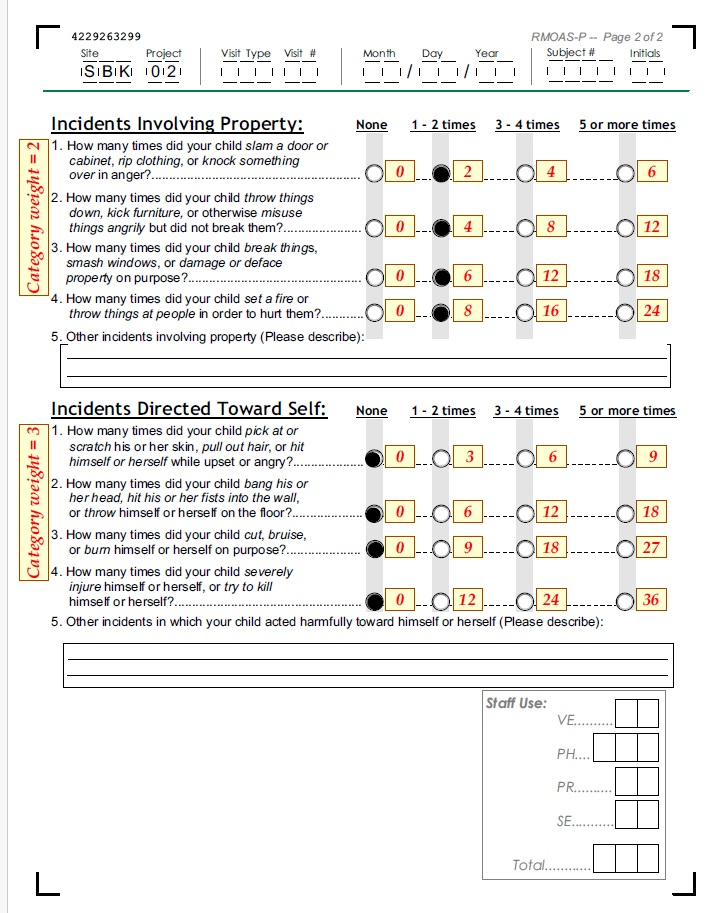 4229263299
RMOAS-P -- Page 2 of 2
Site Project Visit Type Visit # Month Day Year Subject # Initials
SBK 02 / /
Incidents Involving Property: None 1 - 2 times 3 - 4 times 5 or more times
Category weight = 2
1. How many times did your child slam a door or
cabinet, rip clothing, or knock something
over in anger?.......................................... 0 2 4 6
2. How many times did your child throw things
down, kick furniture, or otherwise misuse
things angrily but did not break them?................ 0 4 8 12
3. How many times did your child break things,
smash windows, or damage or deface
property on purpose?................................... 0 6 12 18
4. How many times did your child set a fire or
throw things at people in order to hurt them?........... 0 8 16 24
5. Other incidents involving property (Please describe):
Incidents Directed Toward Self: None 1 - 2 times 3 - 4 times 5 or more times
Category weight = 3
1. How many times did your child pick at or
scratch his or her skin, pull out hair, or hit
himself or herself while upset or angry?................ 0 3 6 9
2. How many times did your child bang his or
her head, hit his or her fists into the wall,
or throw himself or herself on the floor?................ 0 6 12 18
3. How many times did your child cut, bruise,
or burn himself or herself on purpose?................. 0 9 18 27
4. How many times did your child severely
injure himself or herself, or try to kill
himself or herself?..................................... 0 12 24 36
5. Other incidents in which your child acted harmfully toward himself or herself (Please describe):
Staff Use:
VE.........
PH....
PR.........
SE..........
Total...........